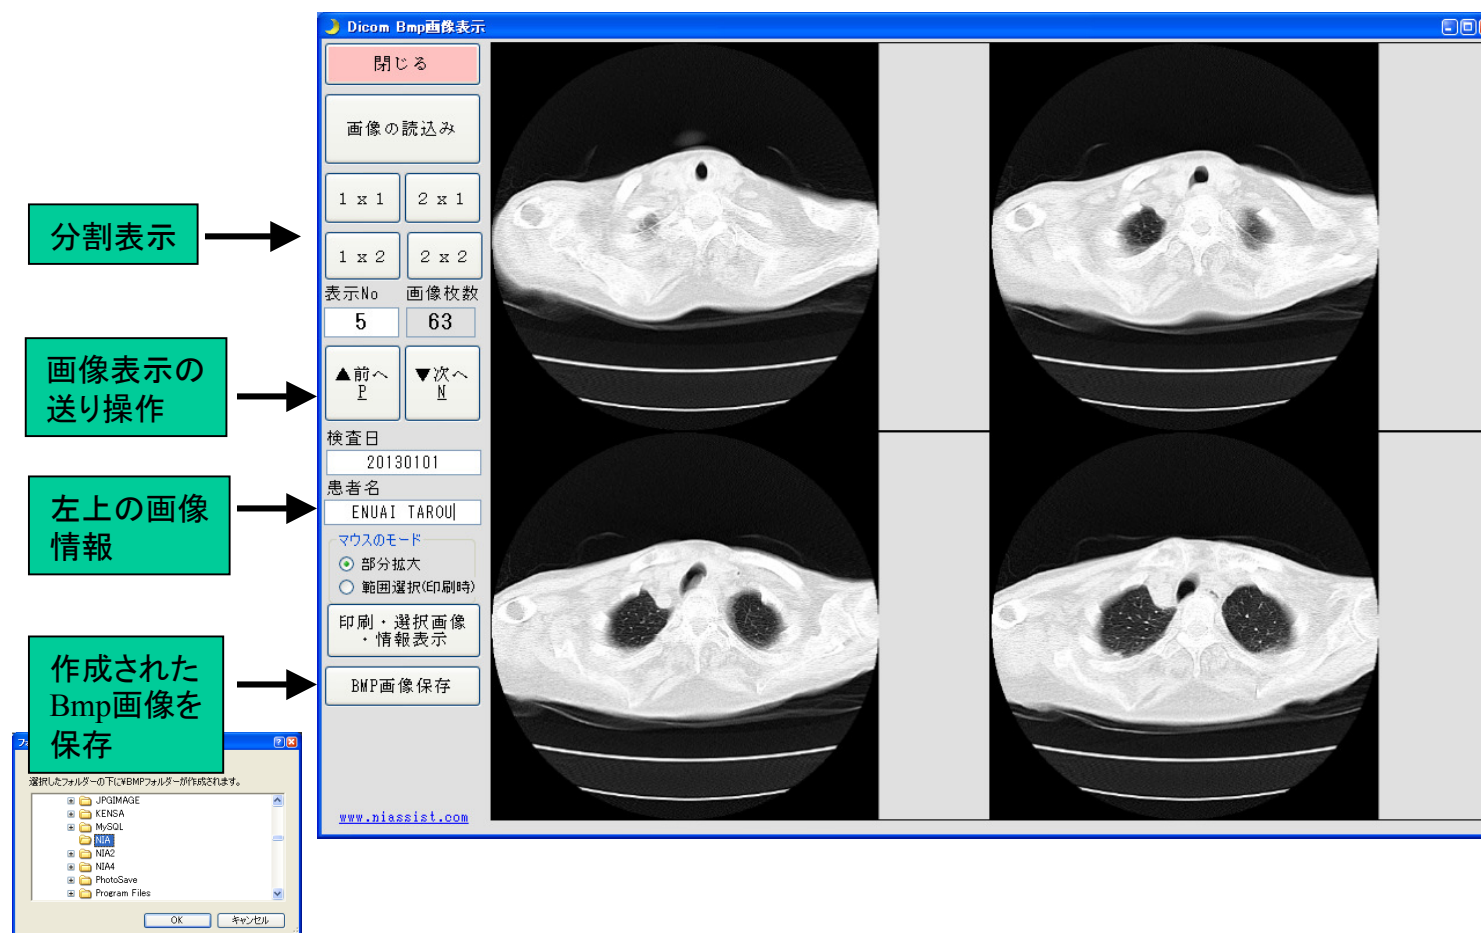 Dicom Bmp画像表示
閉じる
画像の読込み
1 x 1
2 x 1
1 x 2
2 x 2
表示No
画像枚数
5
63
▲前へ
P
▼次へ
N
検査日
20130101
患者名
ENUAI TAROU
マウスのモード
部分拡大
範囲選択(印刷時)
印刷・選択画像
・情報表示
BMP画像保存
www.niassist.com
分割表示
画像表示の
送り操作
左上の画像
情報
作成された
Bmp画像を
保存
選択したフォルダーの下に¥BMPフォルダーが作成されます。
JPGIMAGE
KENSA
MySQL
NIA
NIA2
NIA4
PhotoSave
Program Files
OK
キャンセル